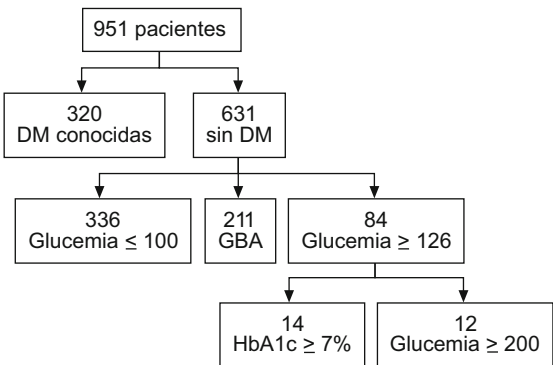 951 pacientes
320
DM conocidas
631
sin DM
336
Glucemia ≤ 100
211
GBA
84
Glucemia ≥ 126
14
HbA1c ≥ 7%
12
Glucemia ≥ 200